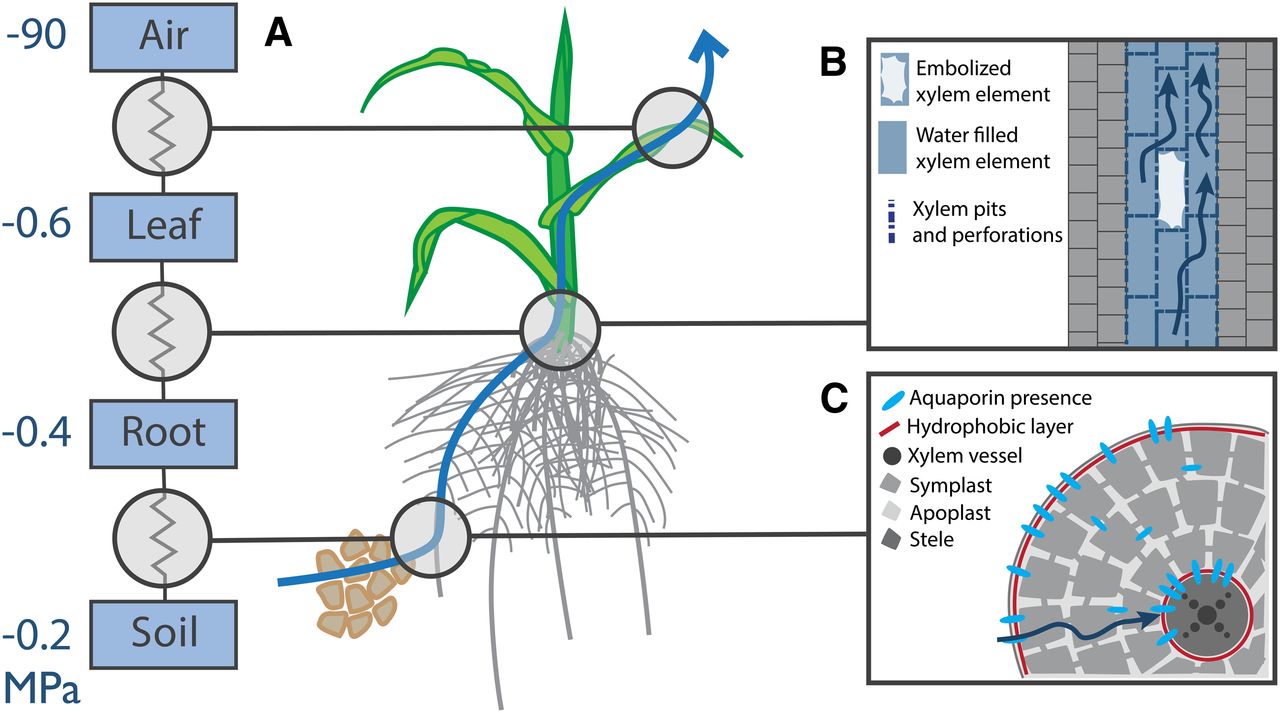 -90
Air
A
-0.6
Leaf
-0.4
Root
-0.2
Soil
MPa
B
Embolized
xylem element
Water filled
xylem element
Xylem pits
and perforations
C
Aquaporin presence
Hydrophobic layer
Xylem vessel
Symplast
Apoplast
Stele